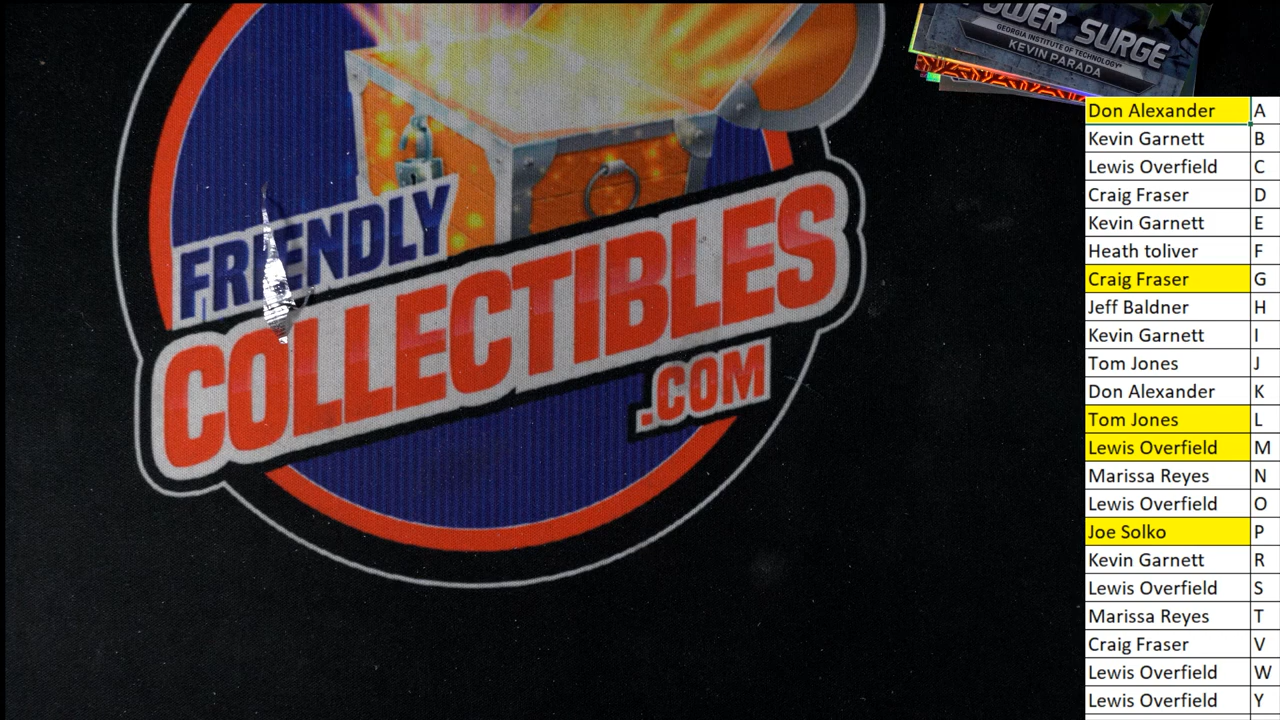 POWER SURGE
GEORGIA INSTITUTE OF TECHNOLOGY
KEVIN PARADA
FRIENDLY
COLLECTIBLES
.COM
Don Alexander A
Kevin Garnett B
Lewis Overfield C
Craig Fraser D
Kevin Garnett E
Heath toliver F
Craig Fraser G
Jeff Baldner H
Kevin Garnett I
Tom Jones J
Don Alexander K
Tom Jones L
Lewis Overfield M
Marissa Reyes N
Lewis Overfield O
Joe Solko P
Kevin Garnett R
Lewis Overfield S
Marissa Reyes T
Craig Fraser V
Lewis Overfield W
Lewis Overfield Y